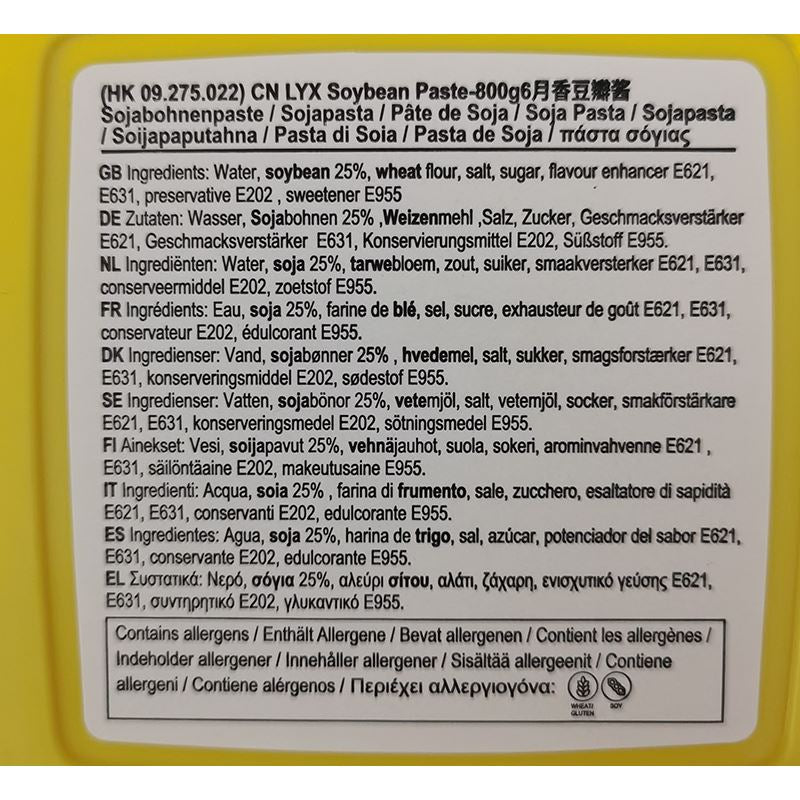 (HK 09.275.022) CN LYX Soybean Paste-800g6月香豆瓣酱
Sojabohnenpaste / Sojapasta / Pâte de Soja / Soja Pasta / Sojapasta
/ Soijapaputahna / Pasta di Soia / Pasta de Soja / πάστα σόγιας
GB Ingredients: Water, soybean 25%, wheat flour, salt, sugar, flavour enhancer E621,
E631, preservative E202 , sweetener E955
DE Zutaten: Wasser, Sojabohnen 25% ,Weizenmehl ,Salz, Zucker, Geschmacksverstärker
E621, Geschmacksverstärker E631, Konservierungsmittel E202, Süßstoff E955.
NL Ingrediënten: Water, soja 25%, tarwebloem, zout, suiker, smaakversterker E621, E631,
conserveermiddel E202, zoetstof E955.
FR Ingrédients: Eau, soja 25%, farine de blé, sel, sucre, exhausteur de goût E621, E631,
conservateur E202, édulcorant E955.
DK Ingredienser: Vand, sojabønner 25% , hvedemel, salt, sukker, smagsforstærker E621,
E631, konserveringsmiddel E202, sødestof E955.
SE Ingredienser: Vatten, sojabönor 25%, vetemjöl, salt, vetemjöl, socker, smakförstärkare
E621, E631, konserveringsmedel E202, sötningsmedel E955.
FI Ainekset: Vesi, soijapavut 25%, vehnäjauhot, suola, sokeri, arominvahvenne E621 ,
E631, säilöntäaine E202, makeutusaine E955.
IT Ingredienti: Acqua, soia 25% , farina di frumento, sale, zucchero, esaltatore di sapidità
E621, E631, conservanti E202, edulcorante E955.
ES Ingredientes: Agua, soja 25%, harina de trigo, sal, azúcar, potenciador del sabor E621,
E631, conservante E202, edulcorante E955.
EL Συστατικά: Νερό, σόγια 25%, αλεύρι σίτου, αλάτι, ζάχαρη, ενισχυτικό γεύσης E621,
E631, συντηρητικό E202, γλυκαντικό E955.
Contains allergens / Enthält Allergene / Bevat allergenen / Contient les allergènes /
Indeholder allergener / Innehåller allergener / Sisältää allergeenit / Contiene
allergeni / Contiene alérgenos / Περιέχει αλλεργιογόνα:
WHEAT/ SOY
GLUTEN